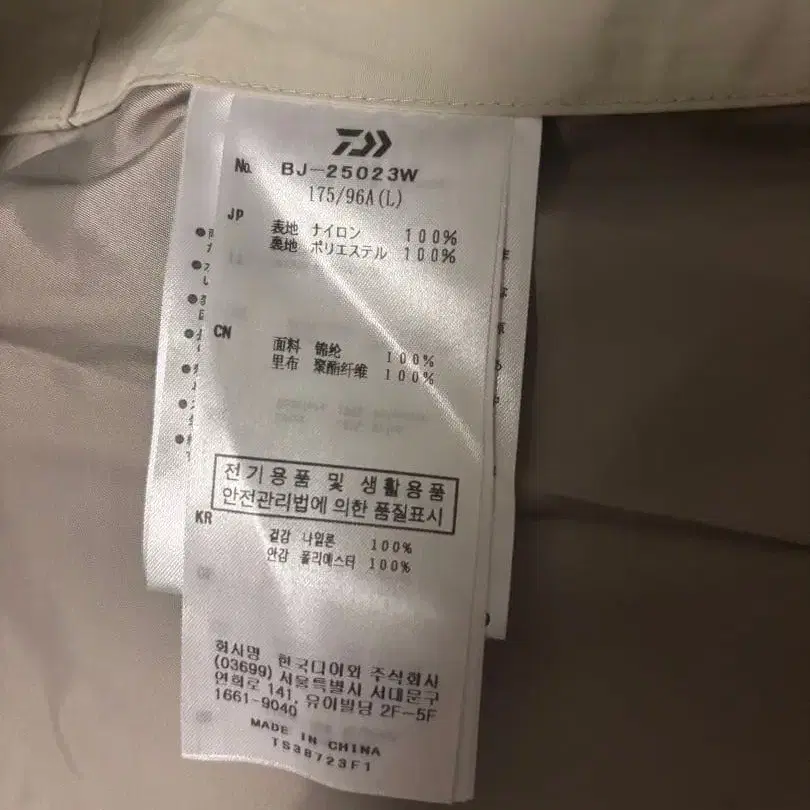 No. BJ-25023W
175/96A(L)
JP
表地 ナイロン 100%
裏地 ポリエステル 100%
CN
面料 锦纶 100%
里布 聚酯纤维 100%
전기용품 및 생활용품
안전관리법에 의한 품질표시
KR
겉감 나일론 100%
안감 폴리에스터 100%
회사명 한국다이와 주식회사
(03699) 서울특별시 서대문구
연희로 141, 유이빌딩 2F-5F
1661-9040
MADE IN CHINA
TS38723F1